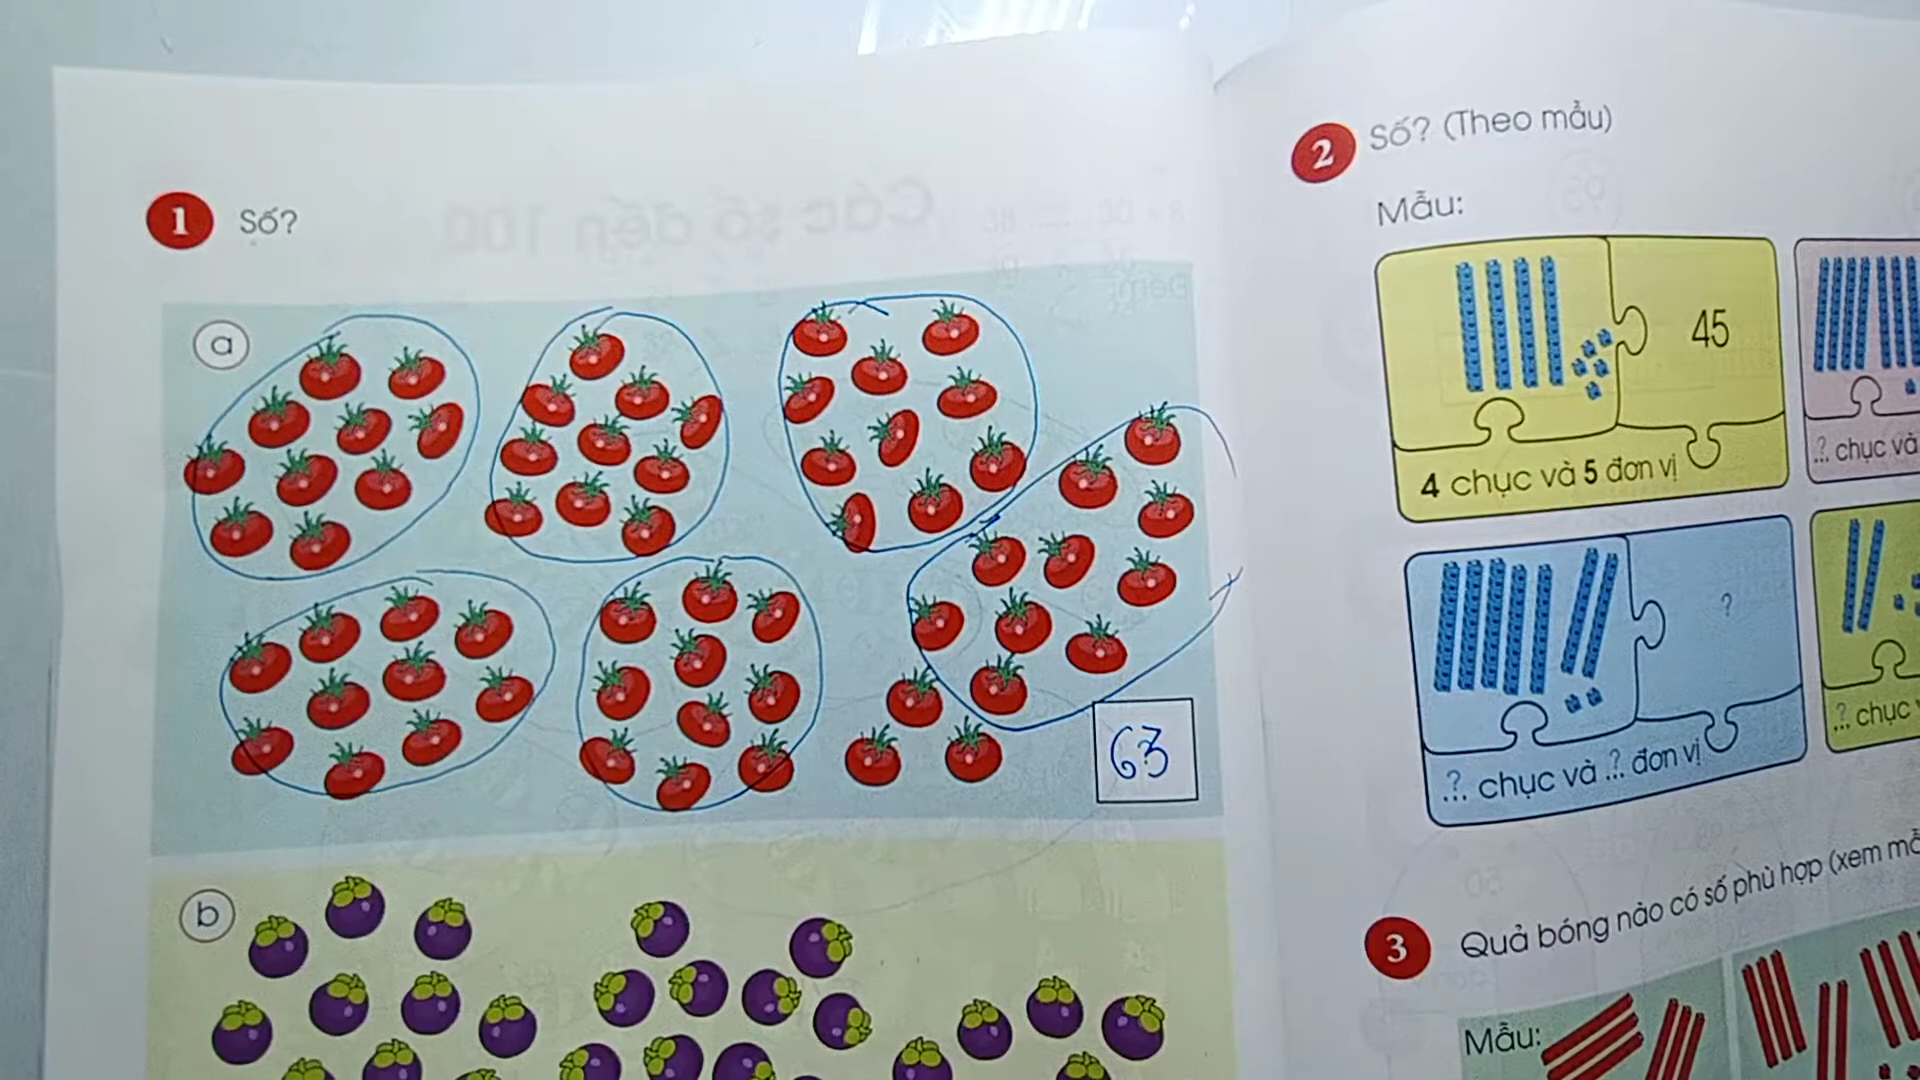 1 Số?
a
63
b
2 Số? (Theo mẫu)
Mẫu:
45
4 chục và 5 đơn vị
.?. chục và
?
.?. chục và .?. đơn vị
.?. chục
3 Quả bóng nào có số phù hợp (xem
Mẫu: